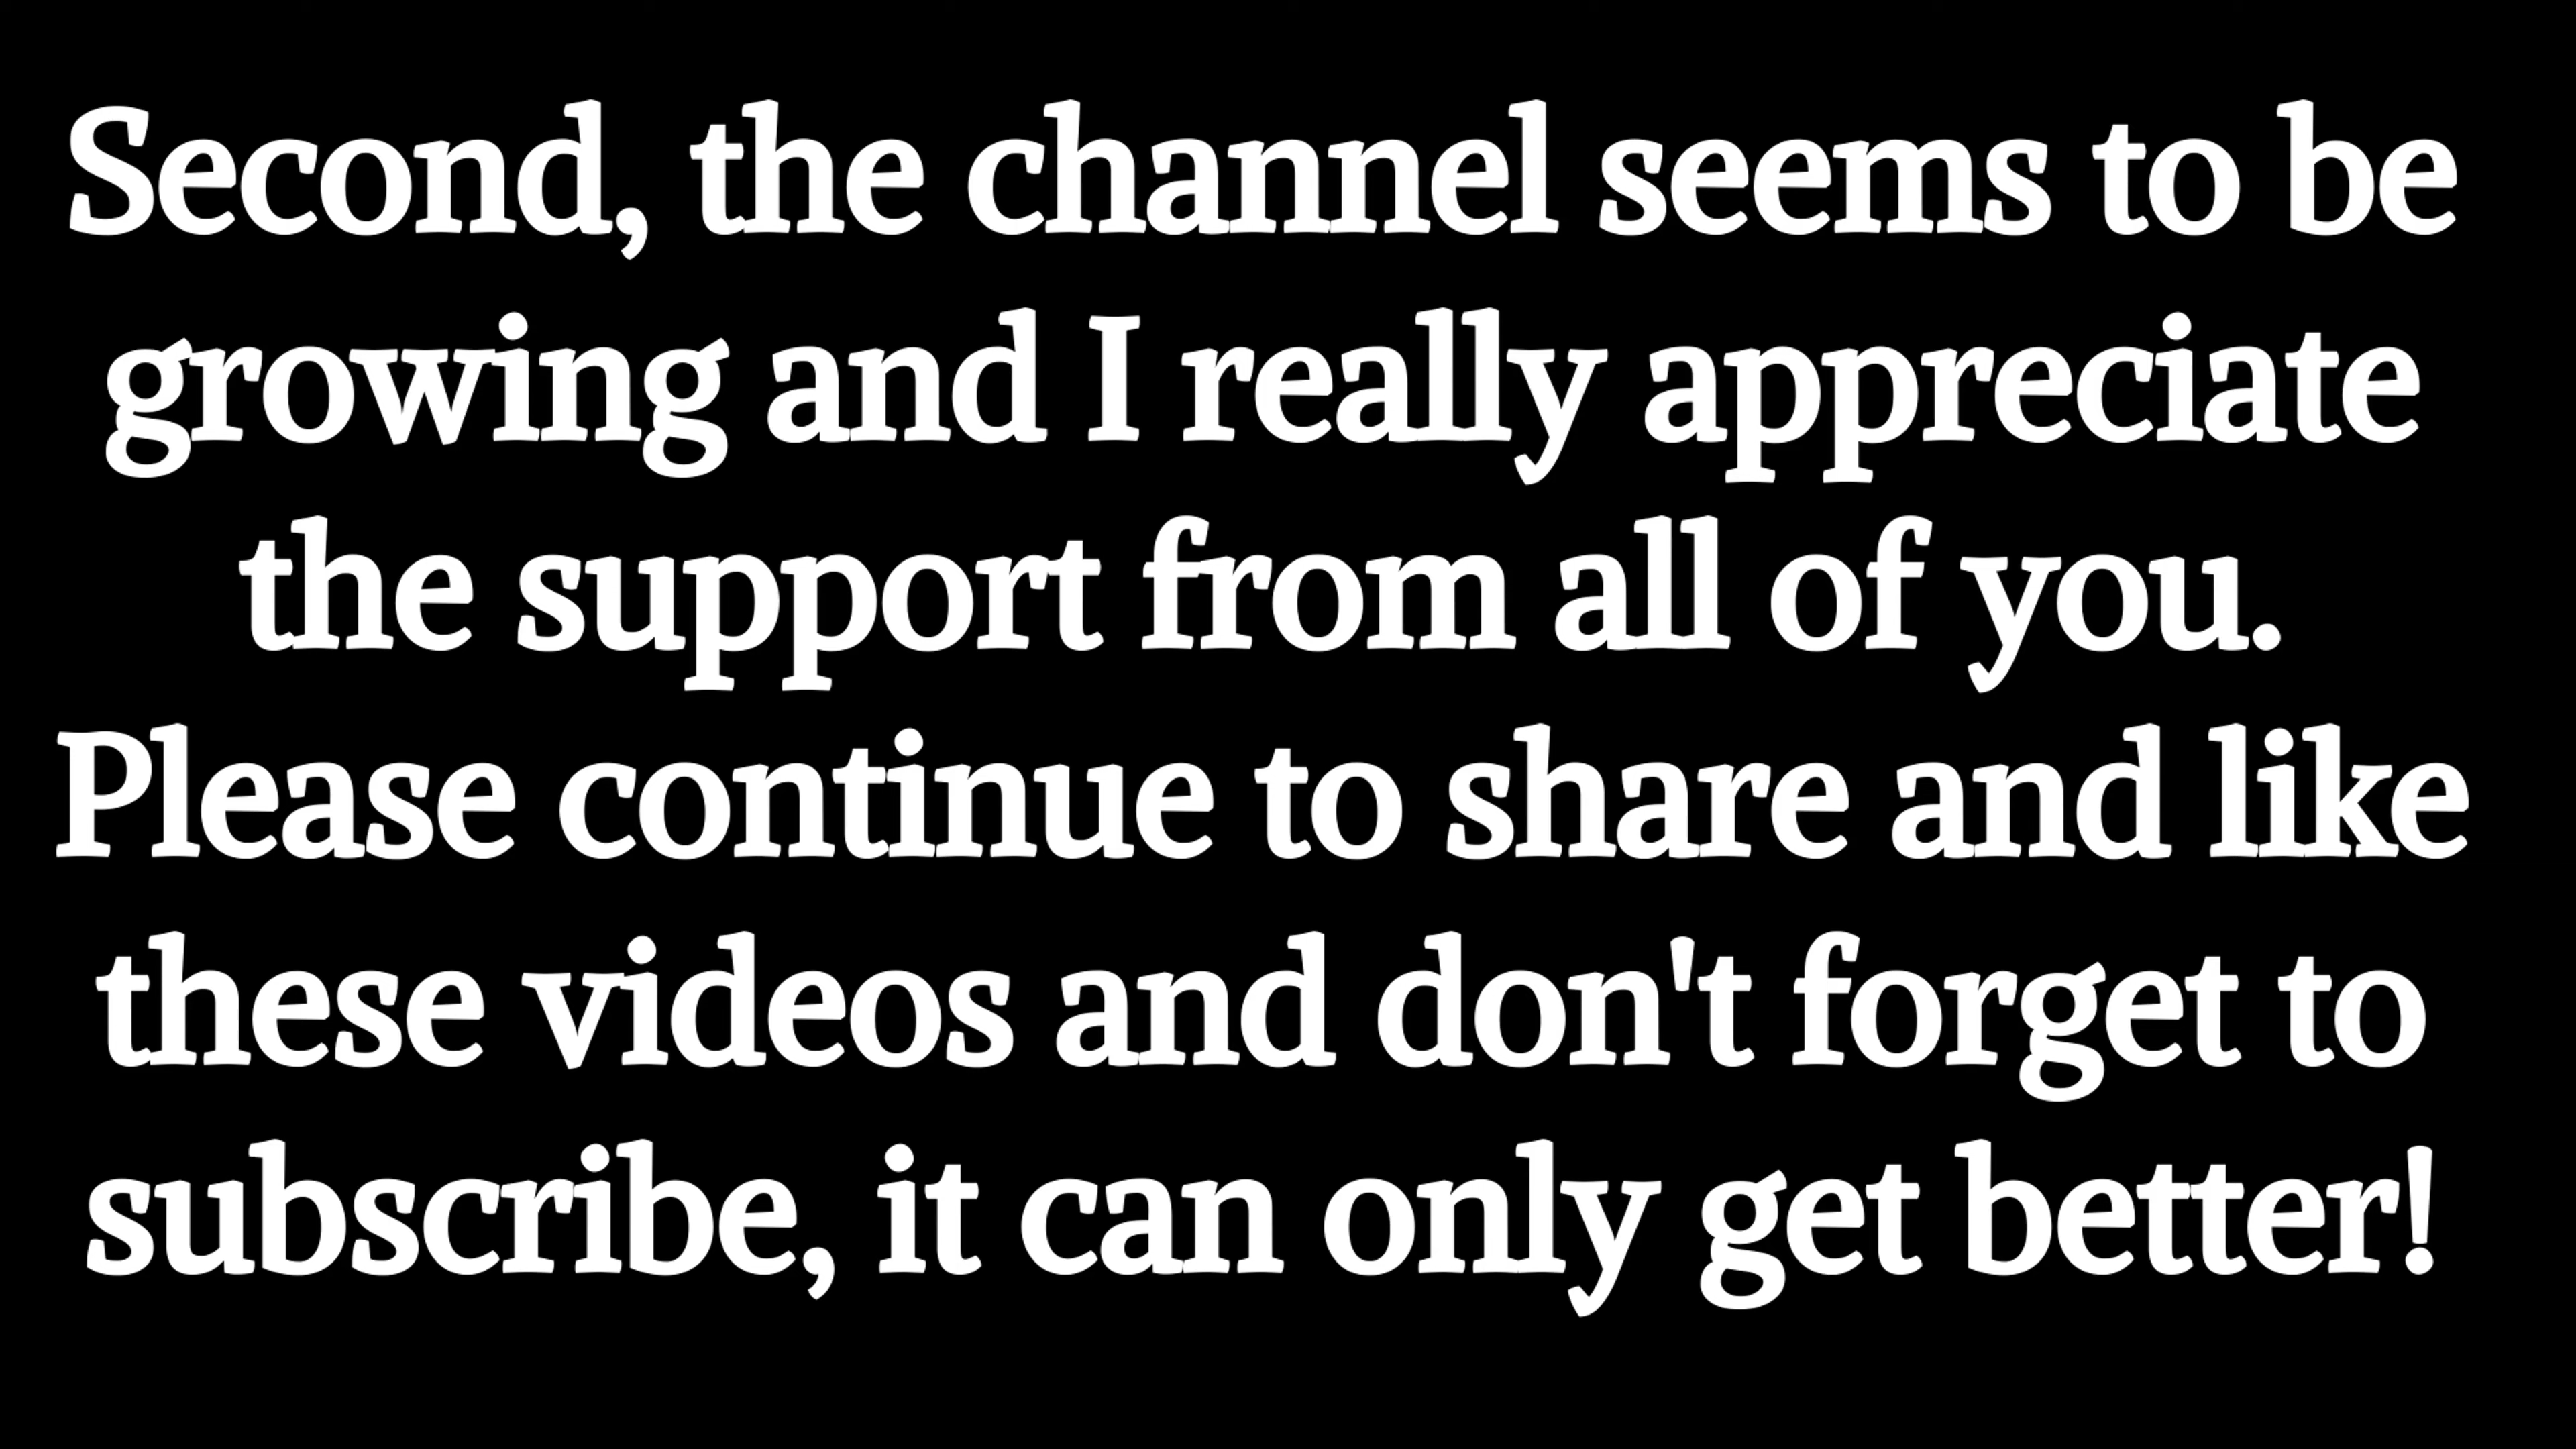 Second, the channel seems to be
growing and I really appreciate
the support from all of you.
Please continue to share and like
these videos and don't forget to
subscribe, it can only get better!